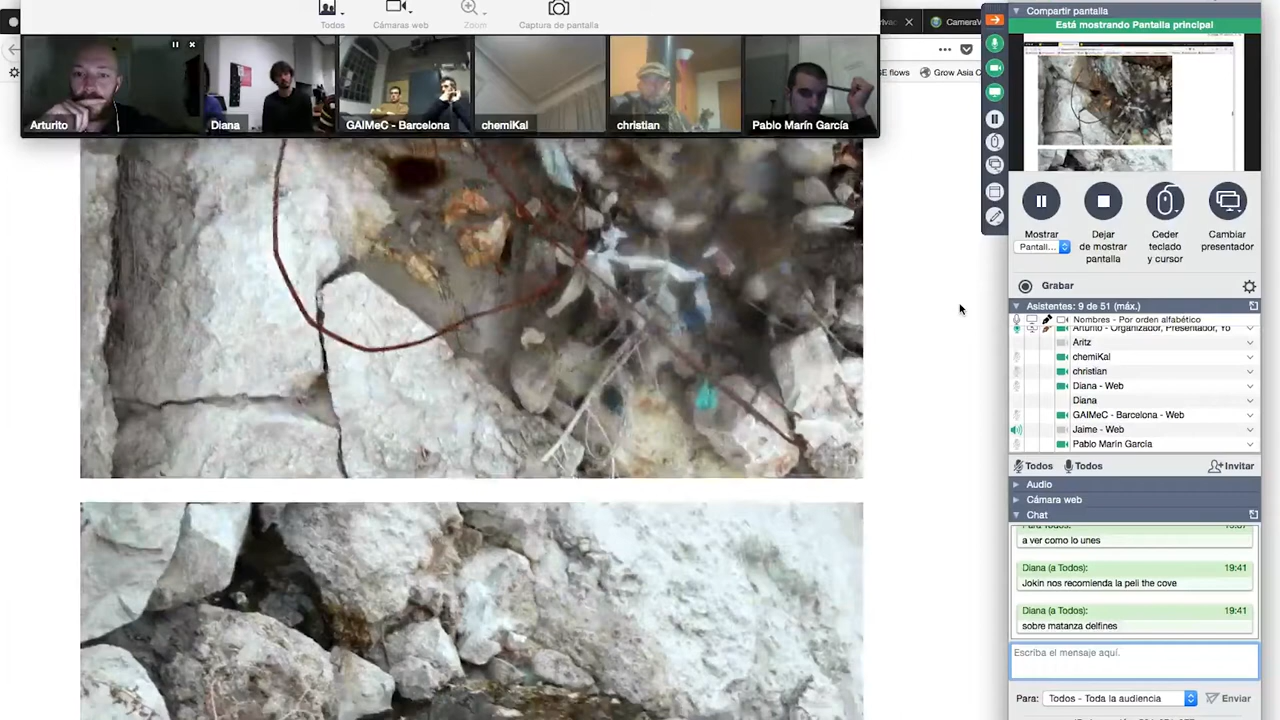 Todos
Cámaras web
Zoom
Captura de pantalla
CameraV
flows
Grow Asia C
Arturito
Diana
GAIMeC - Barcelona
chemiKal
christian
Pablo Marín García
Compartir pantalla
Está mostrando Pantalla principal
Mostrar
Pantall...
Dejar
de mostrar
pantalla
Ceder
teclado
y cursor
Cambiar
presentador
Grabar
Asistentes: 9 de 51 (máx.)
Nombres - Por orden alfabético
Arturito - Organizador, Presentador, Yo
Aritz
chemiKal
christian
Diana - Web
Diana
GAIMeC - Barcelona - Web
Jaime - Web
Pablo Marín García
Todos
Todos
Invitar
Audio
Cámara web
Chat
a ver como lo unes
Diana (a Todos): 19:41
Jokin nos recomienda la peli the cove
Diana (a Todos): 19:41
sobre matanza delfines
Escriba el mensaje aquí.
Para: Todos - Toda la audiencia
Enviar